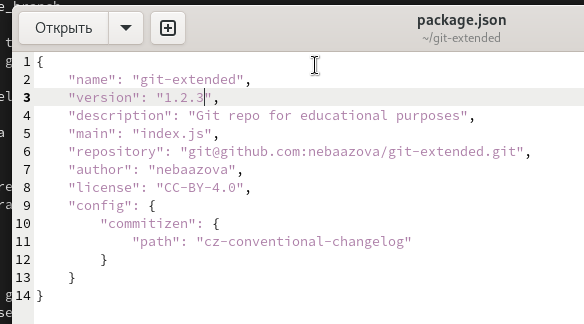 e_branch
Открыть
package.json
~/git-extended
1 {
2 "name": "git-extended",
3 "version": "1.2.3",
4 "description": "Git repo for educational purposes",
5 "main": "index.js",
6 "repository": "git@github.com:nebaazova/git-extended.git",
7 "author": "nebaazova",
8 "license": "CC-BY-4.0",
9 "config": {
10 "commitizen": {
11 "path": "cz-conventional-changelog"
12 }
13 }
14 }